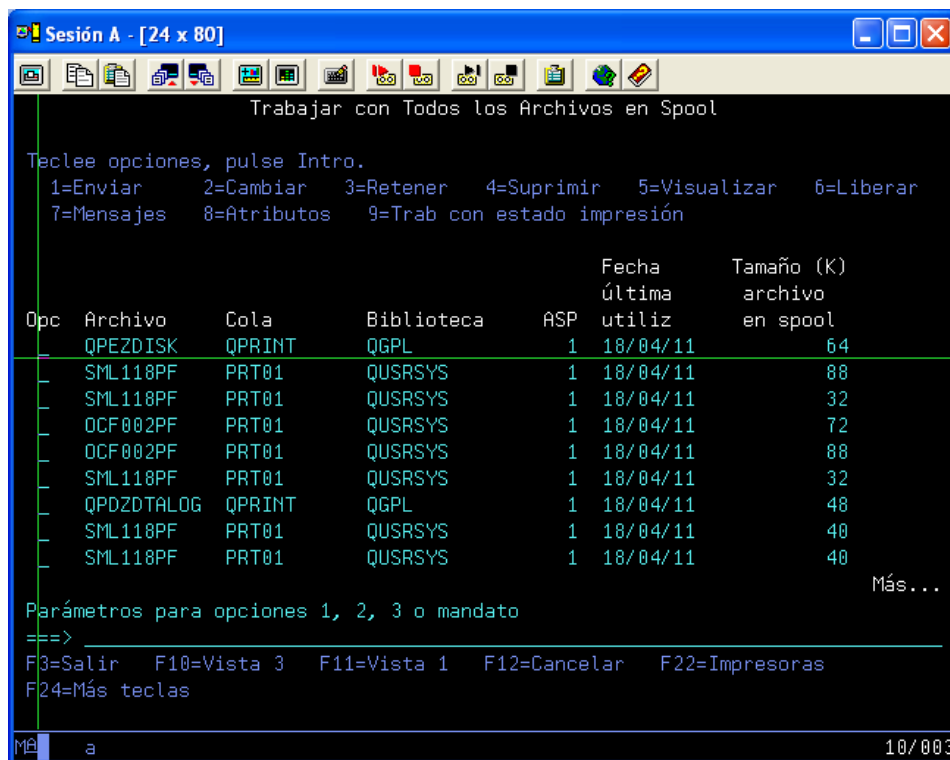 Sesión A - [24 x 80]
Trabajar con Todos los Archivos en Spool
Teclee opciones, pulse Intro.
1=Enviar 2=Cambiar 3=Retener 4=Suprimir 5=Visualizar 6=Liberar
7=Mensajes 8=Atributos 9=Trab con estado impresión
Fecha Tamaño (K)
última archivo
Opc Archivo Cola Biblioteca ASP utiliz en spool
_ QPEZDISK QPRINT QGPL 1 18/04/11 64
_ SML118PF PRT01 QUSRSYS 1 18/04/11 88
_ SML118PF PRT01 QUSRSYS 1 18/04/11 32
_ OCF002PF PRT01 QUSRSYS 1 18/04/11 72
_ OCF002PF PRT01 QUSRSYS 1 18/04/11 88
_ SML118PF PRT01 QUSRSYS 1 18/04/11 32
_ QPDZDTALOG QPRINT QGPL 1 18/04/11 48
_ SML118PF PRT01 QUSRSYS 1 18/04/11 40
_ SML118PF PRT01 QUSRSYS 1 18/04/11 40
Más...
Parámetros para opciones 1, 2, 3 o mandato
===>
F3=Salir F10=Vista 3 F11=Vista 1 F12=Cancelar F22=Impresoras
F24=Más teclas
MA a 10/003